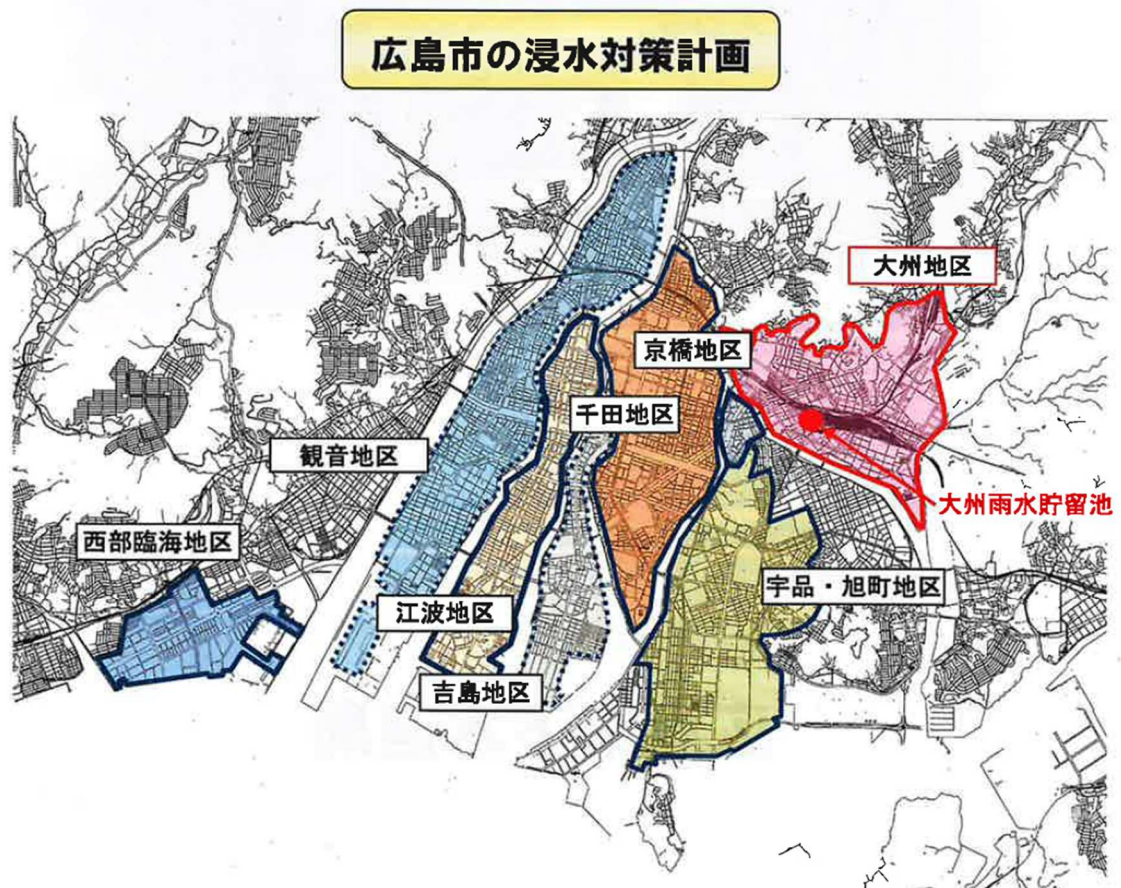 広島市の浸水対策計画
大州地区
京橋地区
千田地区
観音地区
大州雨水貯留池
西部臨海地区
宇品・旭町地区
江波地区
吉島地区